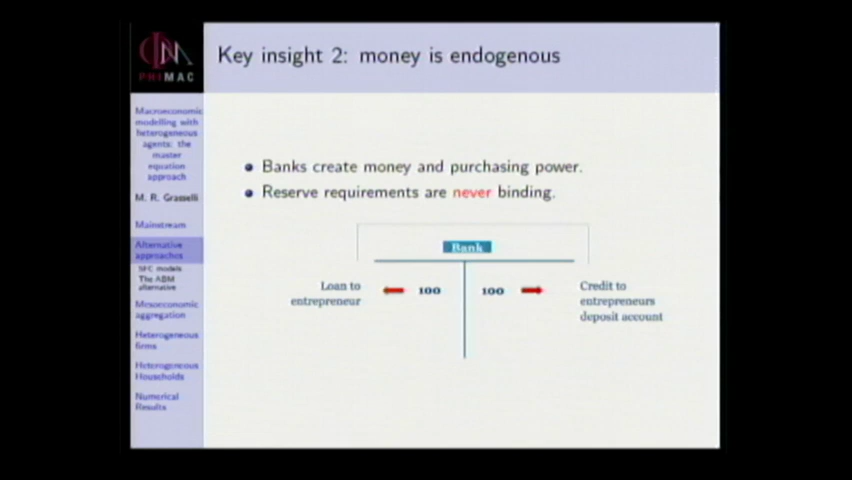 PRIMAC
Key insight 2: money is endogenous
Macroeconomic
modelling with
heterogeneous
agents: the
master
equation
approach
M. R. Grasselli
Mainstream
Alternative
approaches
SFC models
The ABM
alternative
Mesoeconomic
aggregation
Heterogeneous
firms
Heterogeneous
Households
Numerical
Results
Banks create money and purchasing power.
Reserve requirements are never binding.
Bank
Loan to
entrepreneur
100
100
Credit to
entrepreneurs
deposit account